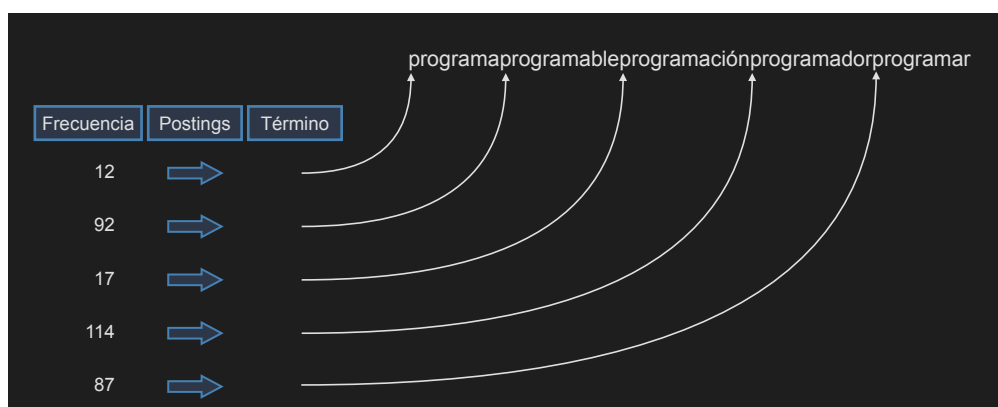 programaprogramableprogramaciónprogramadorprogramar
Frecuencia Postings Término
12
92
17
114
87